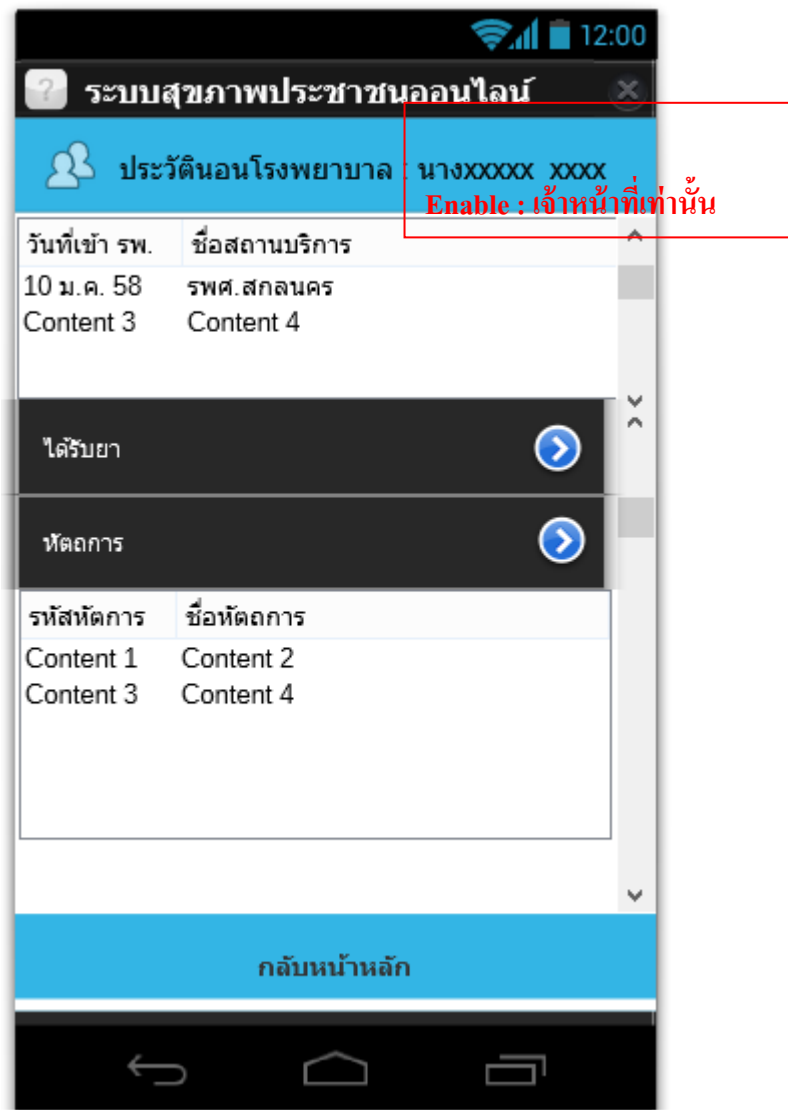 12:00
? ระบบสุขภาพประชาชนออนไลน์
ประวัตินอนโรงพยาบาล : นางxxxxx xxxx
Enable : เจ้าหน้าที่เท่านั้น
วันที่เข้า รพ. ชื่อสถานบริการ
10 ม.ค. 58 รพศ.สกลนคร
Content 3 Content 4
ได้รับยา
หัตถการ
รหัสหัตการ ชื่อหัตถการ
Content 1 Content 2
Content 3 Content 4
กลับหน้าหลัก